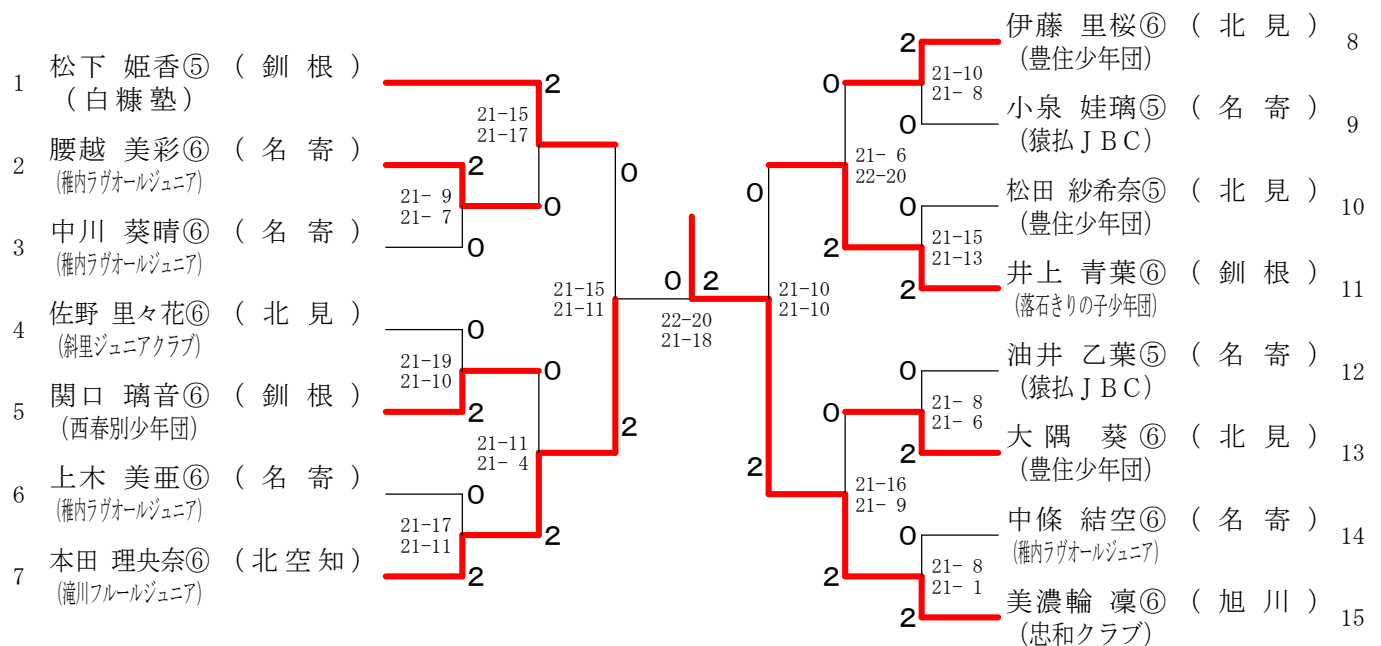 1 松下 姫香⑤ ( 釧 根 )
( 白 糠 塾 )
2 腰越 美彩⑥ ( 名 寄 )
(稚内ラヴオールジュニア)
3 中川 葵晴⑥ ( 名 寄 )
(稚内ラヴオールジュニア)
4 佐野 里々花⑥ ( 北 見 )
(斜里ジュニアクラブ)
5 関口 璃音⑥ ( 釧 根 )
(西春別少年団)
6 上木 美亜⑥ ( 名 寄 )
(稚内ラヴオールジュニア)
7 本田 理央奈⑥ (北 空 知)
(滝川フルールジュニア)
2
21-15
21-17
2
21- 9
21- 7
0
0
0
21-19
21-10
2
0
21-11
21- 4
0
21-17
21-11
2
2
0
21-15
21-11
2
0 2
22-20
21-18
0
21-10
21-10
2
0
21- 6
22-20
2
2
21-10
21- 8
0
0
21-15
21-13
2
0
21-16
21- 9
2
0
21- 8
21- 6
2
0
21- 8
21- 1
2
伊藤 里桜⑥ ( 北 見 ) 8
(豊住少年団)
小泉 娃璃⑤ ( 名 寄 ) 9
(猿払JBC)
松田 紗希奈⑤ ( 北 見 ) 10
(豊住少年団)
井上 青葉⑥ ( 釧 根 ) 11
(落石きりの子少年団)
油井 乙葉⑤ ( 名 寄 ) 12
(猿払JBC)
大 隅 葵 ⑥ ( 北 見 ) 13
(豊住少年団)
中條 結空⑥ ( 名 寄 ) 14
(稚内ラヴオールジュニア)
美濃輪 凜⑥ ( 旭 川 ) 15
(忠和クラブ)